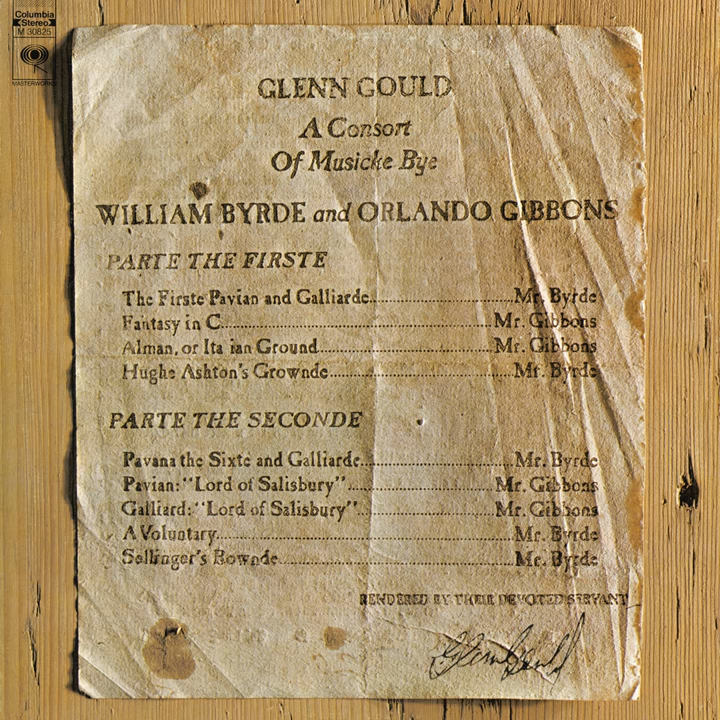 Columbia
Stereo
M 30825
MASTERWORKS
GLENN GOULD
A Consort
Of Musicke Bye
WILLIAM BYRDE and ORLANDO GIBBONS
PARTE THE FIRSTE
The Firste Pavian and Galliarde..............................Mr. Byrde
Fantasy in C..............................Mr. Gibbons
Alman, or Ita ian Ground..............................Mr. Gibbons
Hughe Ashton's Grownde..............................Mr. Byrde
PARTE THE SECONDE
Pavana the Sixte and Galliarde..............................Mr. Byrde
Pavian: "Lord of Salisbury"..............................Mr. Gibbons
Galliard: "Lord of Salisbury"..............................Mr. Gibbons
A Voluntary..............................Mr. Byrde
Sellinger's Rownde..............................Mr. Byrde
RENDERED BY THEIR DEVOTED SERVANT
Glenn Gould